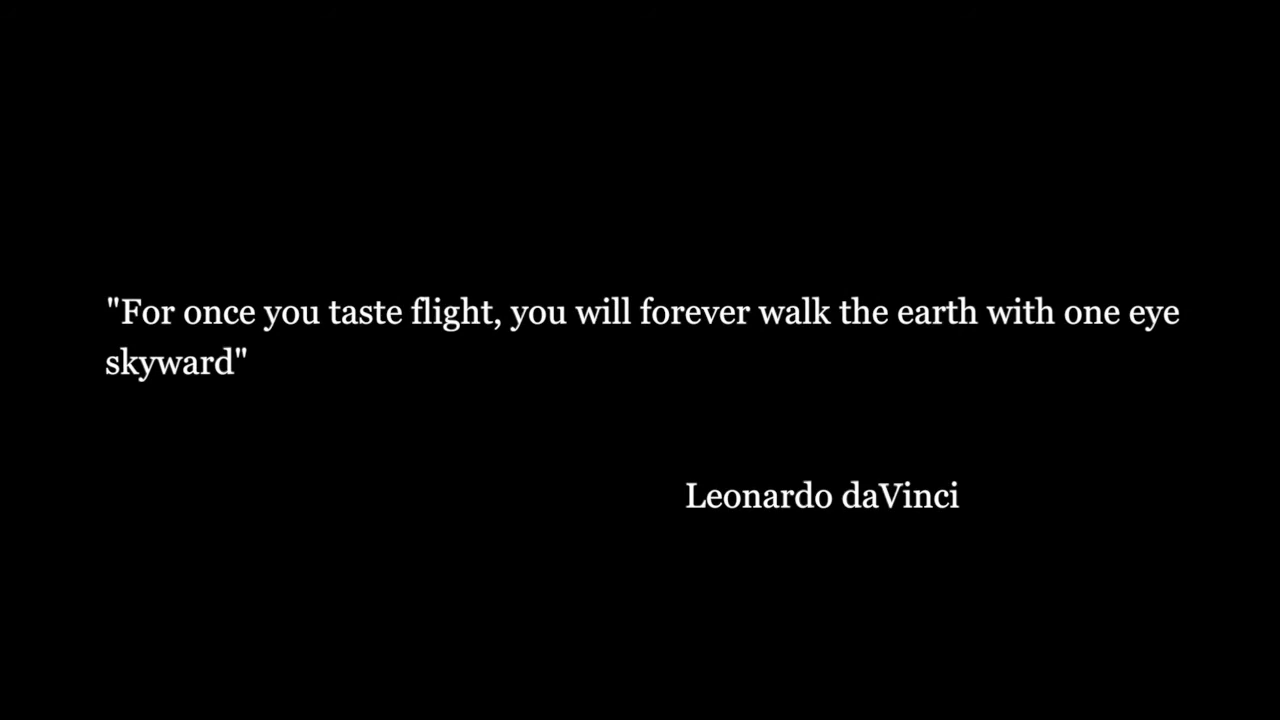 "For once you taste flight, you will forever walk the earth with one eye
skyward"
Leonardo daVinci